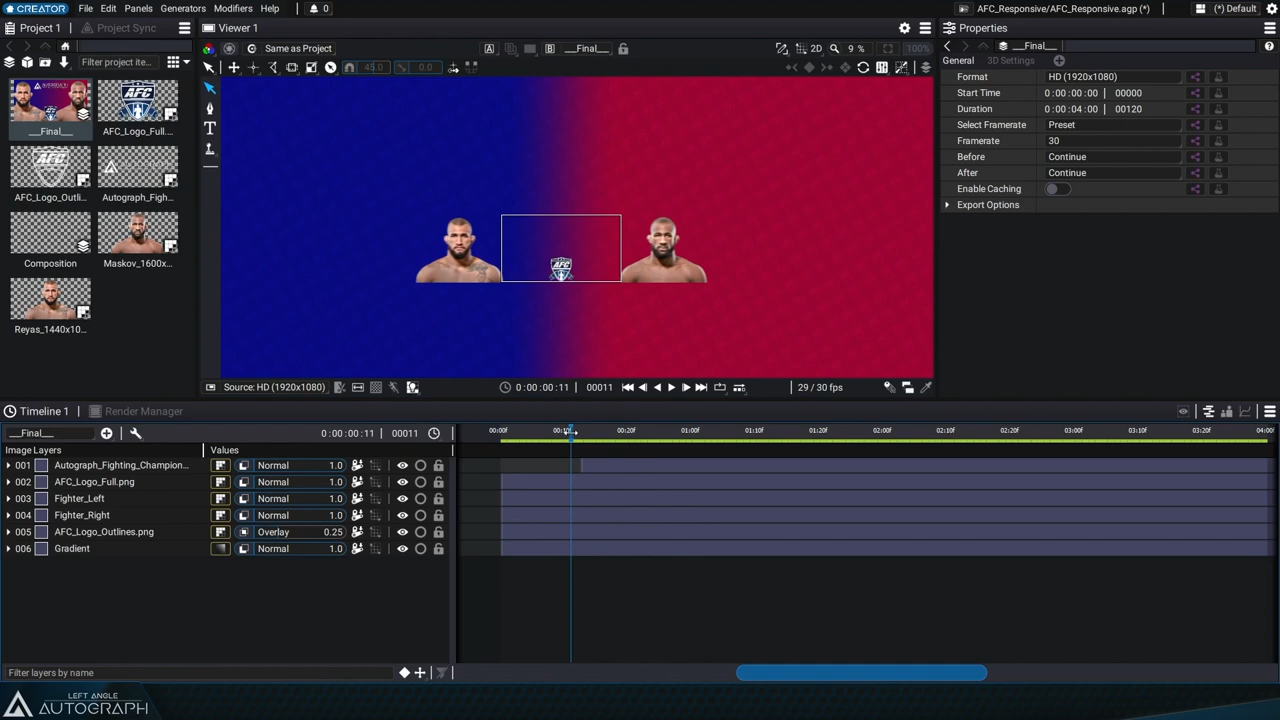 CREATOR File Edit Panels Generators Modifiers Help 0 AFC_Responsive/AFC_Responsive.agp (*) (*) Default
Project 1 Project Sync
Filter project ite...
__Final__ AFC_Logo_Full....
AFC_Logo_Outli... Autograph_Figh...
Composition Maskov_1600x...
Reyas_1440x10...
Viewer 1
Same as Project A B __Final__ 2D 9 % 100%
45.0 0.0
AFC
Source: HD (1920x1080) 0:00:00:11 00011 29 / 30 fps
Properties
__Final__
General 3D Settings
Format HD (1920x1080)
Start Time 0:00:00:00 00000
Duration 0:00:04:00 00120
Select Framerate Preset
Framerate 30
Before Continue
After Continue
Enable Caching
Export Options
Timeline 1 Render Manager
__Final__ 0:00:00:11 00011
00:00f 00:10f 00:20f 01:00f 01:10f 01:20f 02:00f 02:10f 02:20f 03:00f 03:10f 03:20f 04:00f
Image Layers Values
001 Autograph_Fighting_Champion... Normal 1.0
002 AFC_Logo_Full.png Normal 1.0
003 Fighter_Left Normal 1.0
004 Fighter_Right Normal 1.0
005 AFC_Logo_Outlines.png Overlay 0.25
006 Gradient Normal 1.0
Filter layers by name
LEFT ANGLE
AUTOGRAPH